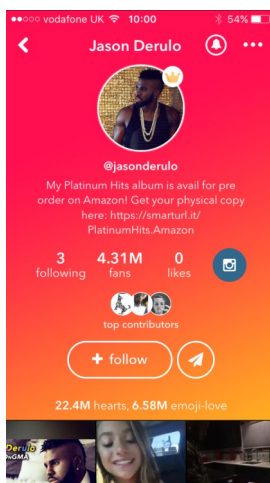 vodafone UK 10:00 54%
Jason Derulo
@jasonderulo
My Platinum Hits album is avail for pre
order on Amazon! Get your physical copy
here: https://smarturl.it/
PlatinumHits.Amazon
3 4.31M 0
following fans likes
top contributors
+ follow
22.4M hearts, 6.58M emoji-love
Derulo
GMA